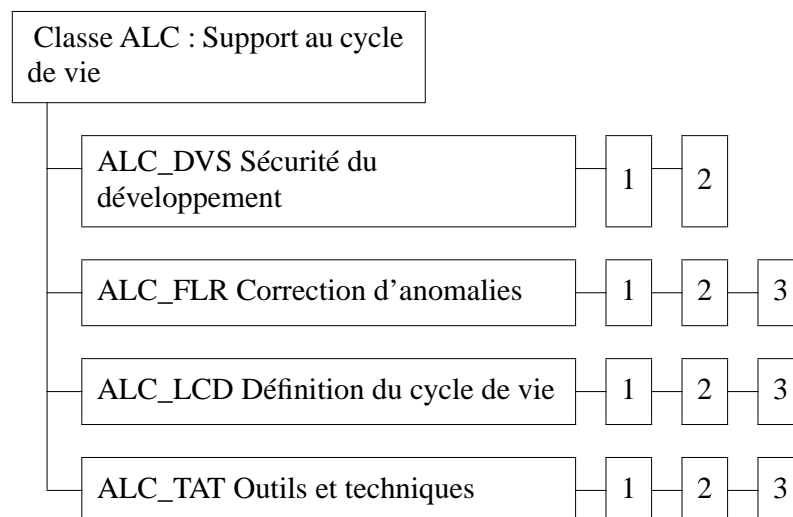 Classe ALC : Support au cycle
de vie
ALC_DVS Sécurité du
développement
1 2
ALC_FLR Correction d’anomalies 1 2 3
ALC_LCD Définition du cycle de vie 1 2 3
ALC_TAT Outils et techniques 1 2 3